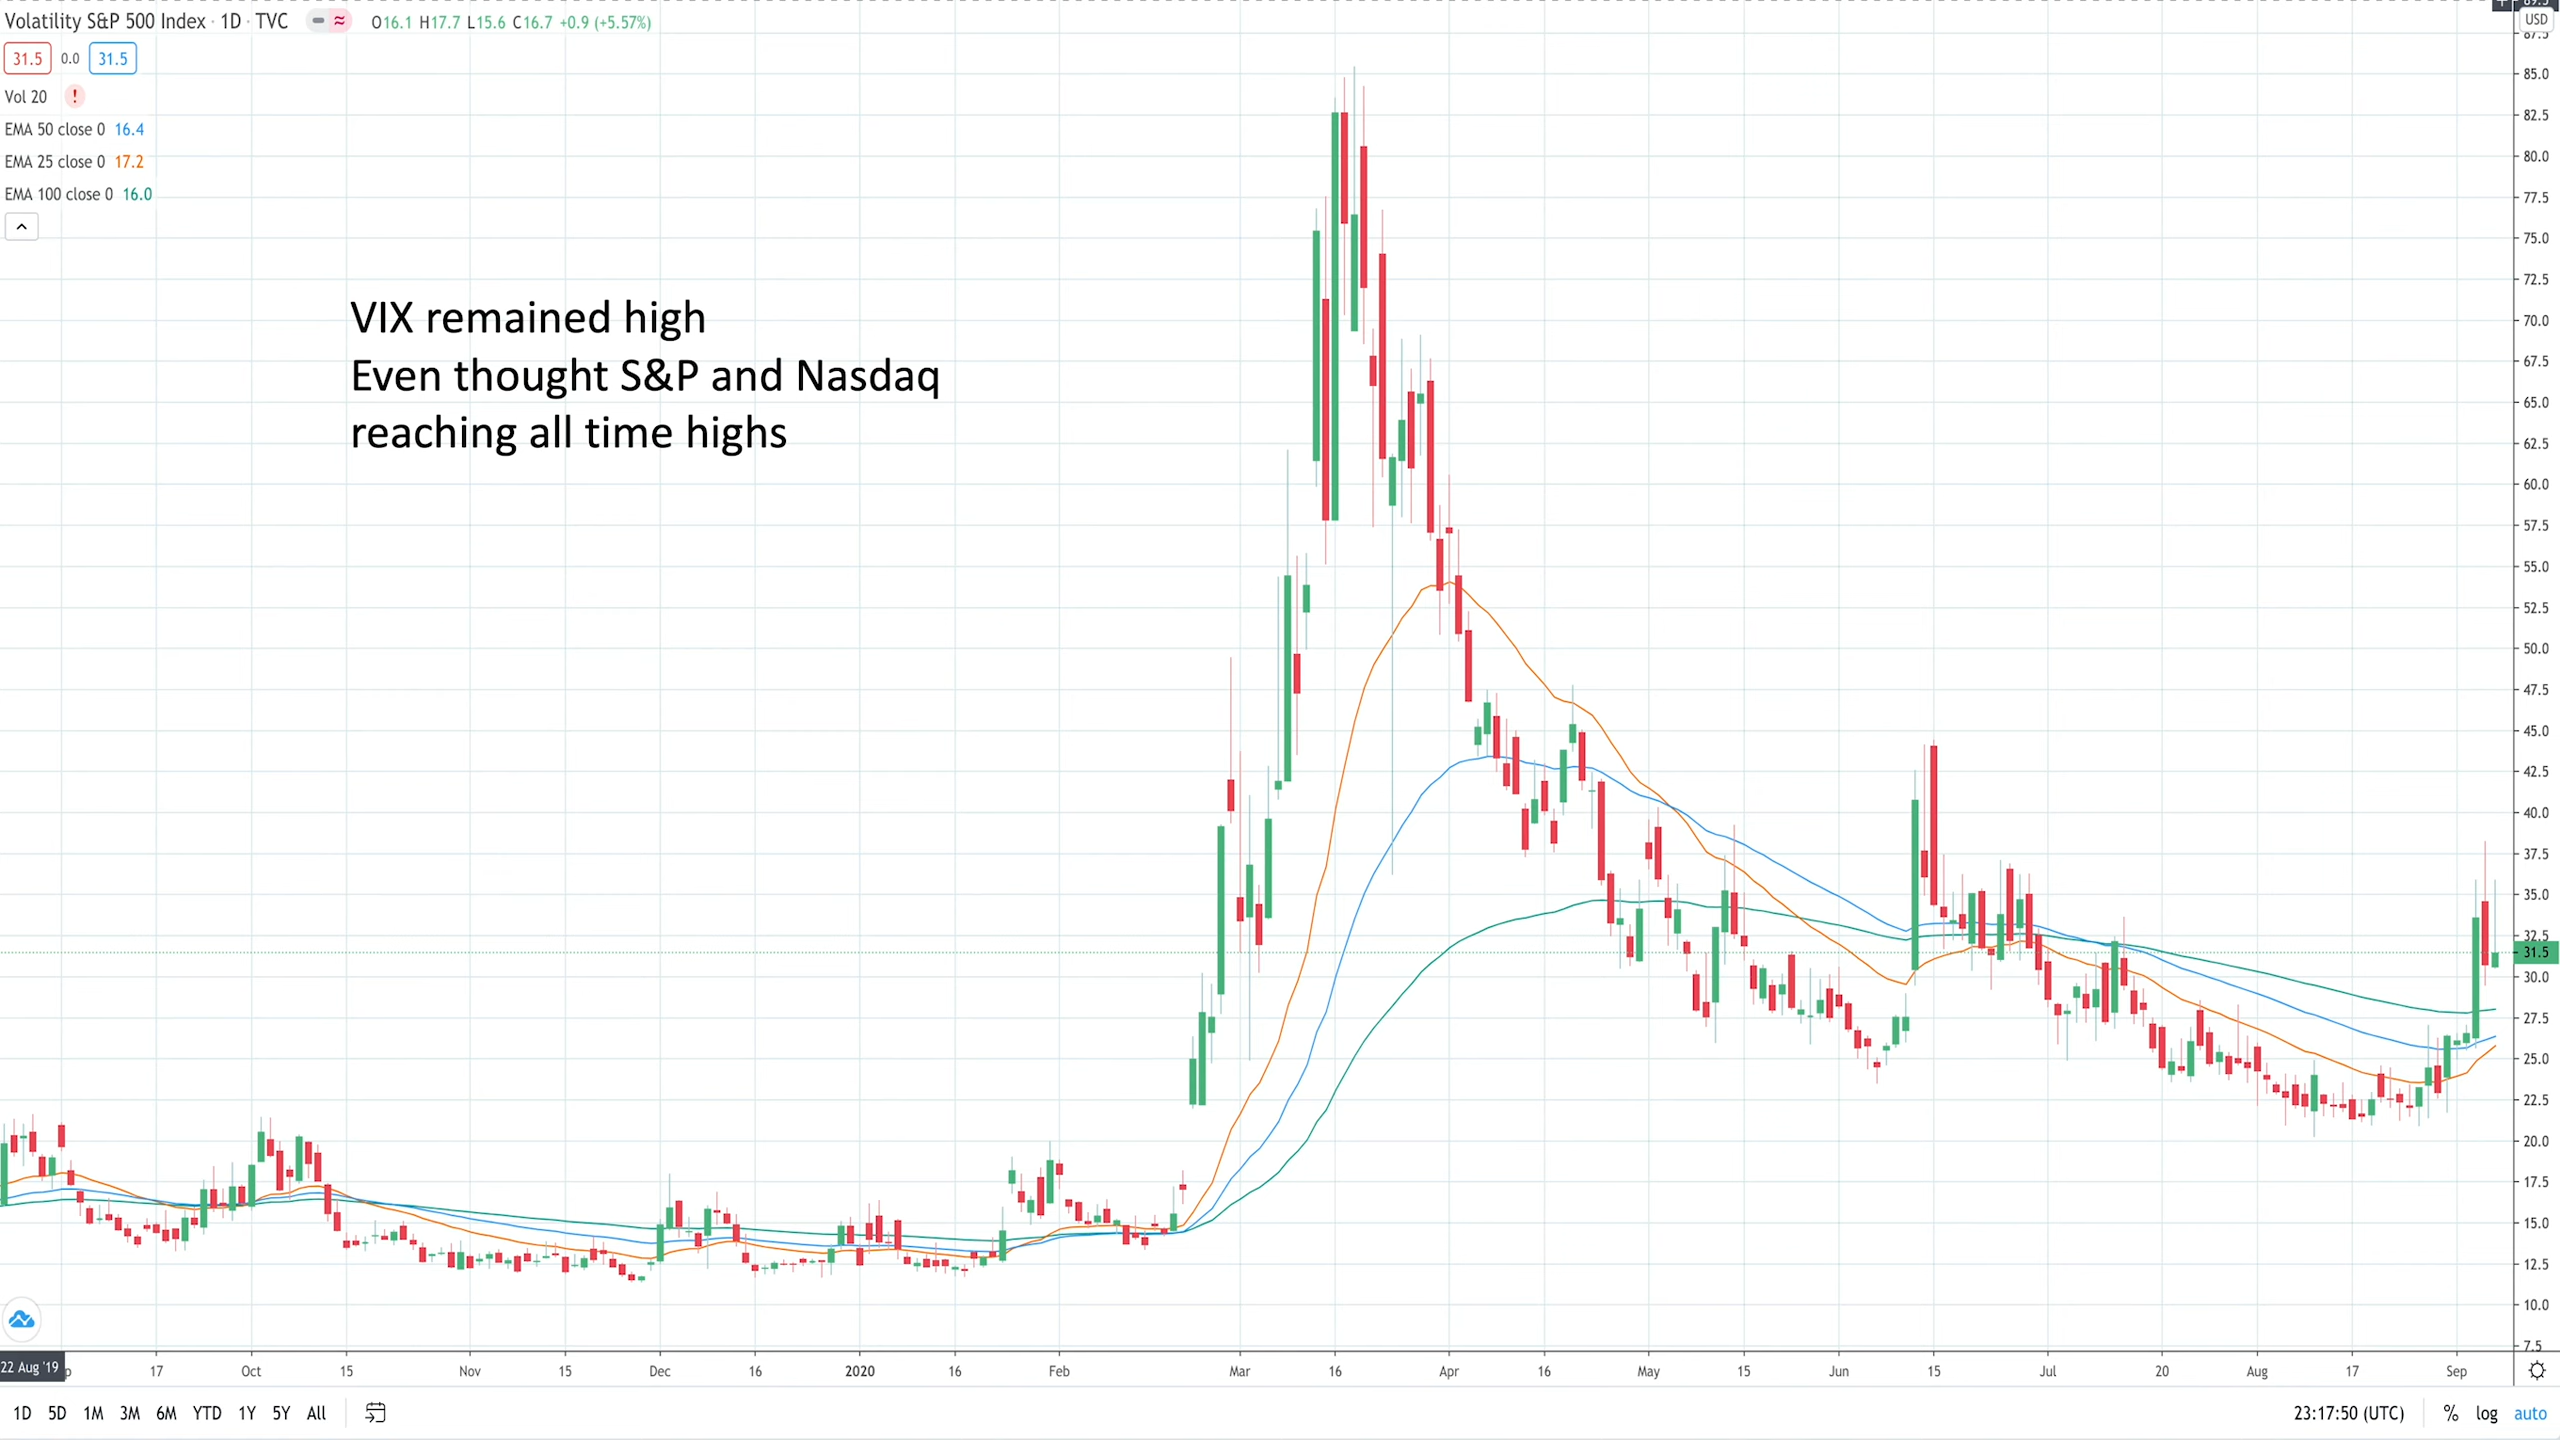 Volatility S&P 500 Index · 1D · TVC O16.1 H17.7 L15.6 C16.7 +0.9 (+5.57%)
31.5 0.0 31.5
Vol 20 !
EMA 50 close 0 16.4
EMA 25 close 0 17.2
EMA 100 close 0 16.0
VIX remained high
Even thought S&P and Nasdaq
reaching all time highs
USD
87.5
85.0
82.5
80.0
77.5
75.0
72.5
70.0
67.5
65.0
62.5
60.0
57.5
55.0
52.5
50.0
47.5
45.0
42.5
40.0
37.5
35.0
32.5
31.5
30.0
27.5
25.0
22.5
20.0
17.5
15.0
12.5
10.0
7.5
22 Aug '19 17 Oct 15 Nov 15 Dec 16 2020 16 Feb Mar 16 Apr 16 May 15 Jun 15 Jul 20 Aug 17 Sep
1D 5D 1M 3M 6M YTD 1Y 5Y All 23:17:50 (UTC) % log auto